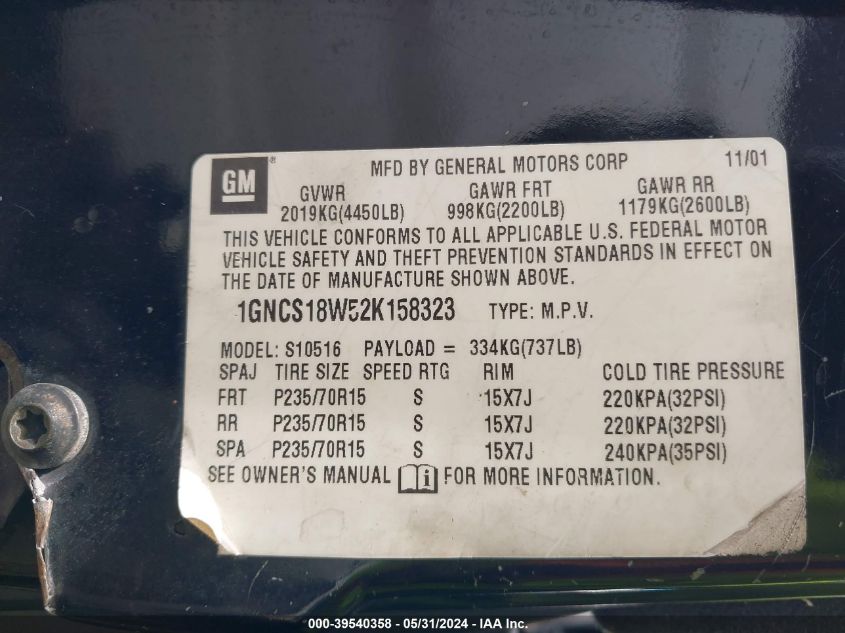 GM ® MFD BY GENERAL MOTORS CORP 11/01
GVWR GAWR FRT GAWR RR
2019KG(4450LB) 998KG(2200LB) 1179KG(2600LB)
THIS VEHICLE CONFORMS TO ALL APPLICABLE U.S. FEDERAL MOTOR
VEHICLE SAFETY AND THEFT PREVENTION STANDARDS IN EFFECT ON
THE DATE OF MANUFACTURE SHOWN ABOVE.
1GNCS18W52K158323 TYPE: M.P.V.
MODEL: S10516 PAYLOAD = 334KG(737LB)
SPAJ TIRE SIZE SPEED RTG RIM COLD TIRE PRESSURE
FRT P235/70R15 S 15X7J 220KPA(32PSI)
RR P235/70R15 S 15X7J 220KPA(32PSI)
SPA P235/70R15 S 15X7J 240KPA(35PSI)
SEE OWNER'S MANUAL i FOR MORE INFORMATION.
000-39540358 - 05/31/2024 - IAA Inc.